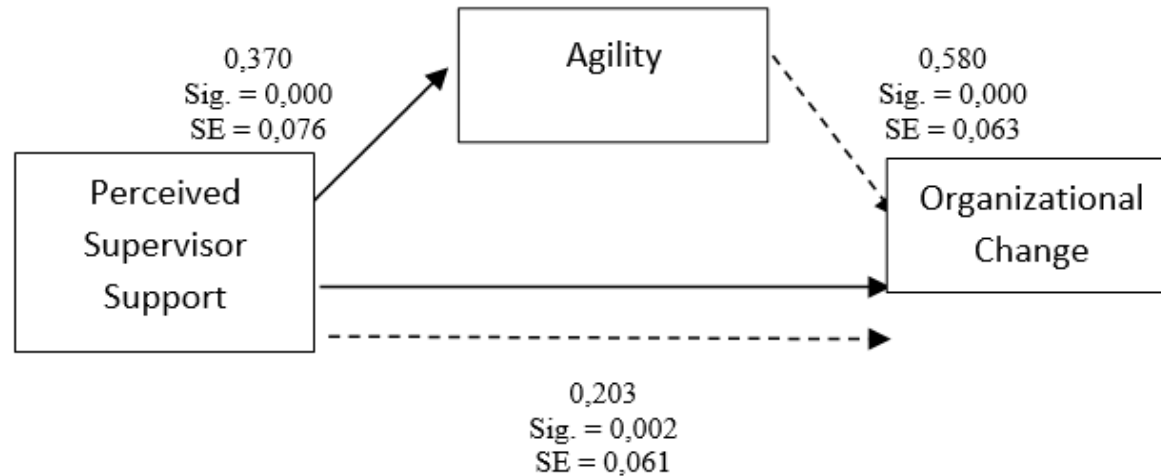 0,370
Sig. = 0,000
SE = 0,076
Agility
0,580
Sig. = 0,000
SE = 0,063
Perceived
Supervisor
Support
Organizational
Change
0,203
Sig. = 0,002
SE = 0,061